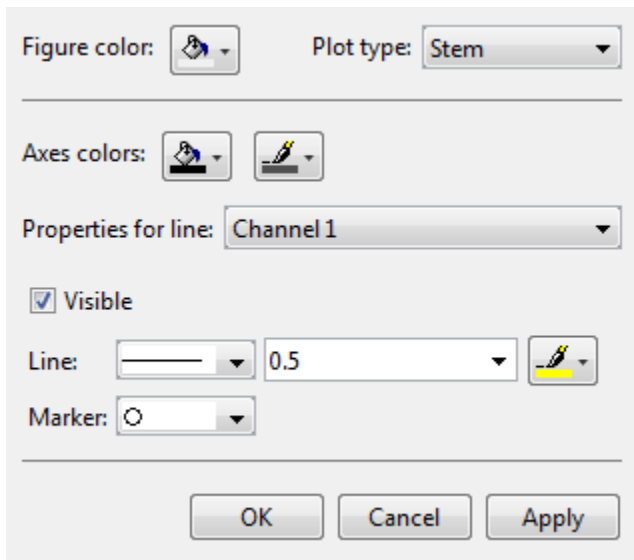 Figure color: Plot type: Stem
Axes colors:
Properties for line: Channel 1
Visible
Line: 0.5
Marker:
OK Cancel Apply